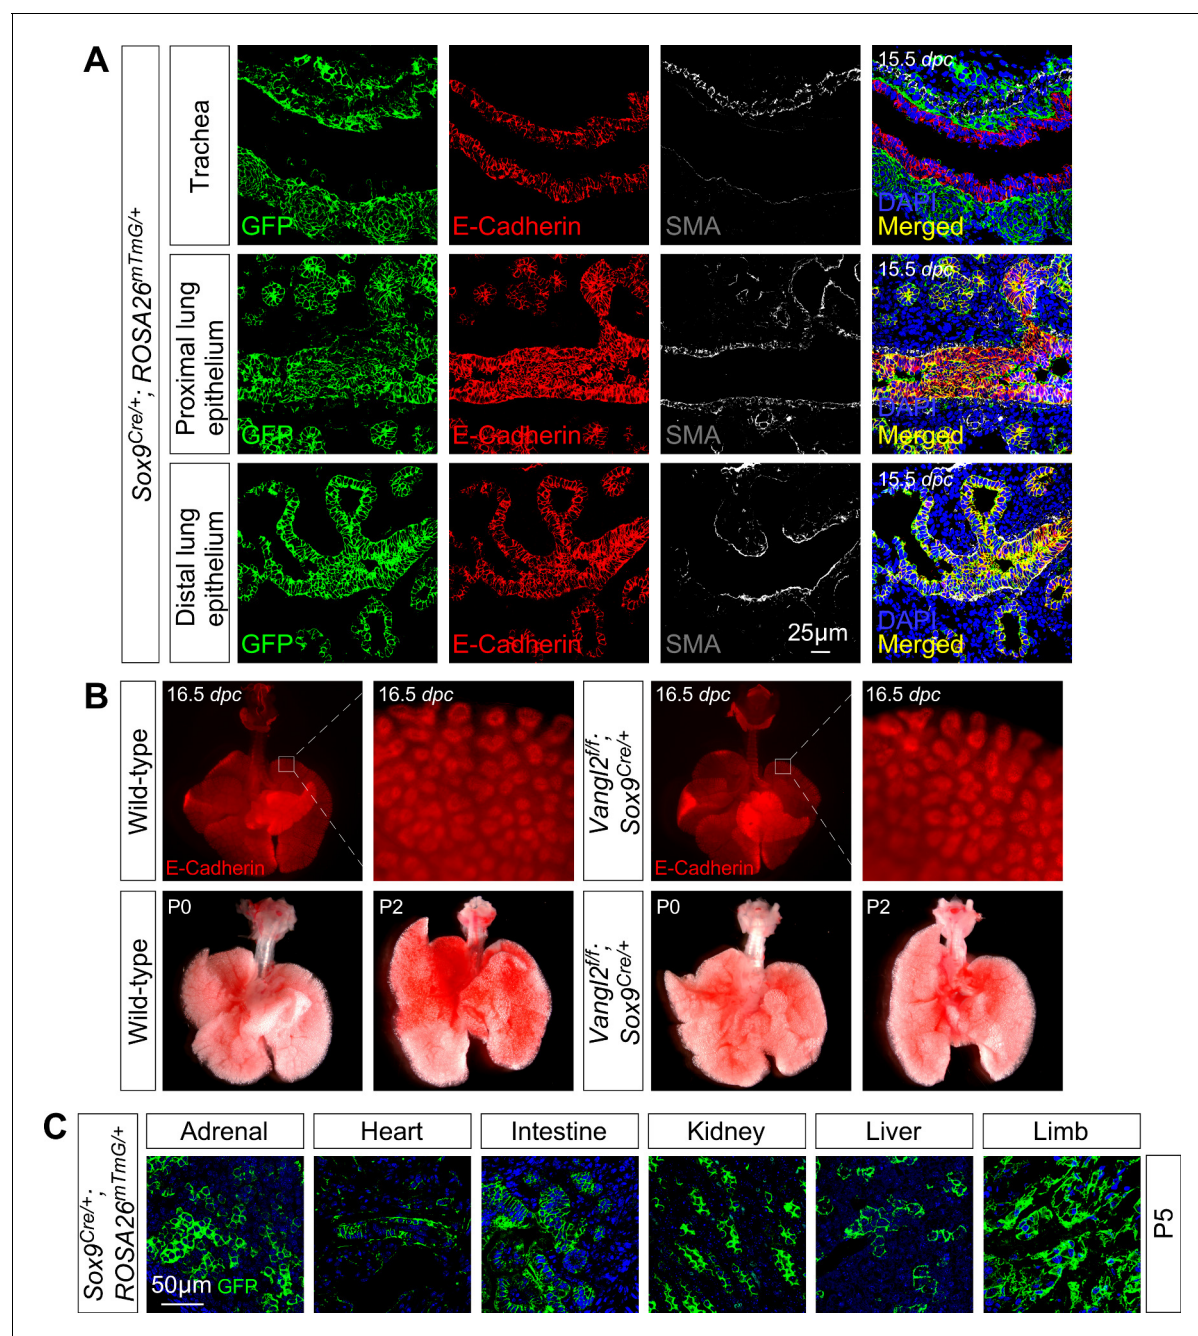 A
Sox9Cre/+; ROSA26mTmG/+
Trachea
GFP
E-Cadherin
SMA
15.5 dpc
DAPI
Merged
Proximal lung
epithelium
GFP
E-Cadherin
SMA
15.5 dpc
DAPI
Merged
Distal lung
epithelium
GFP
E-Cadherin
SMA
25μm
15.5 dpc
DAPI
Merged
B
Wild-type
16.5 dpc
E-Cadherin
16.5 dpc
Vangl2f/f;
Sox9Cre/+
16.5 dpc
E-Cadherin
16.5 dpc
Wild-type
P0
P2
Vangl2f/f;
Sox9Cre/+
P0
P2
C
Sox9Cre/+;
ROSA26mTmG/+
Adrenal
Heart
Intestine
Kidney
Liver
Limb
50μm
GFP
P5